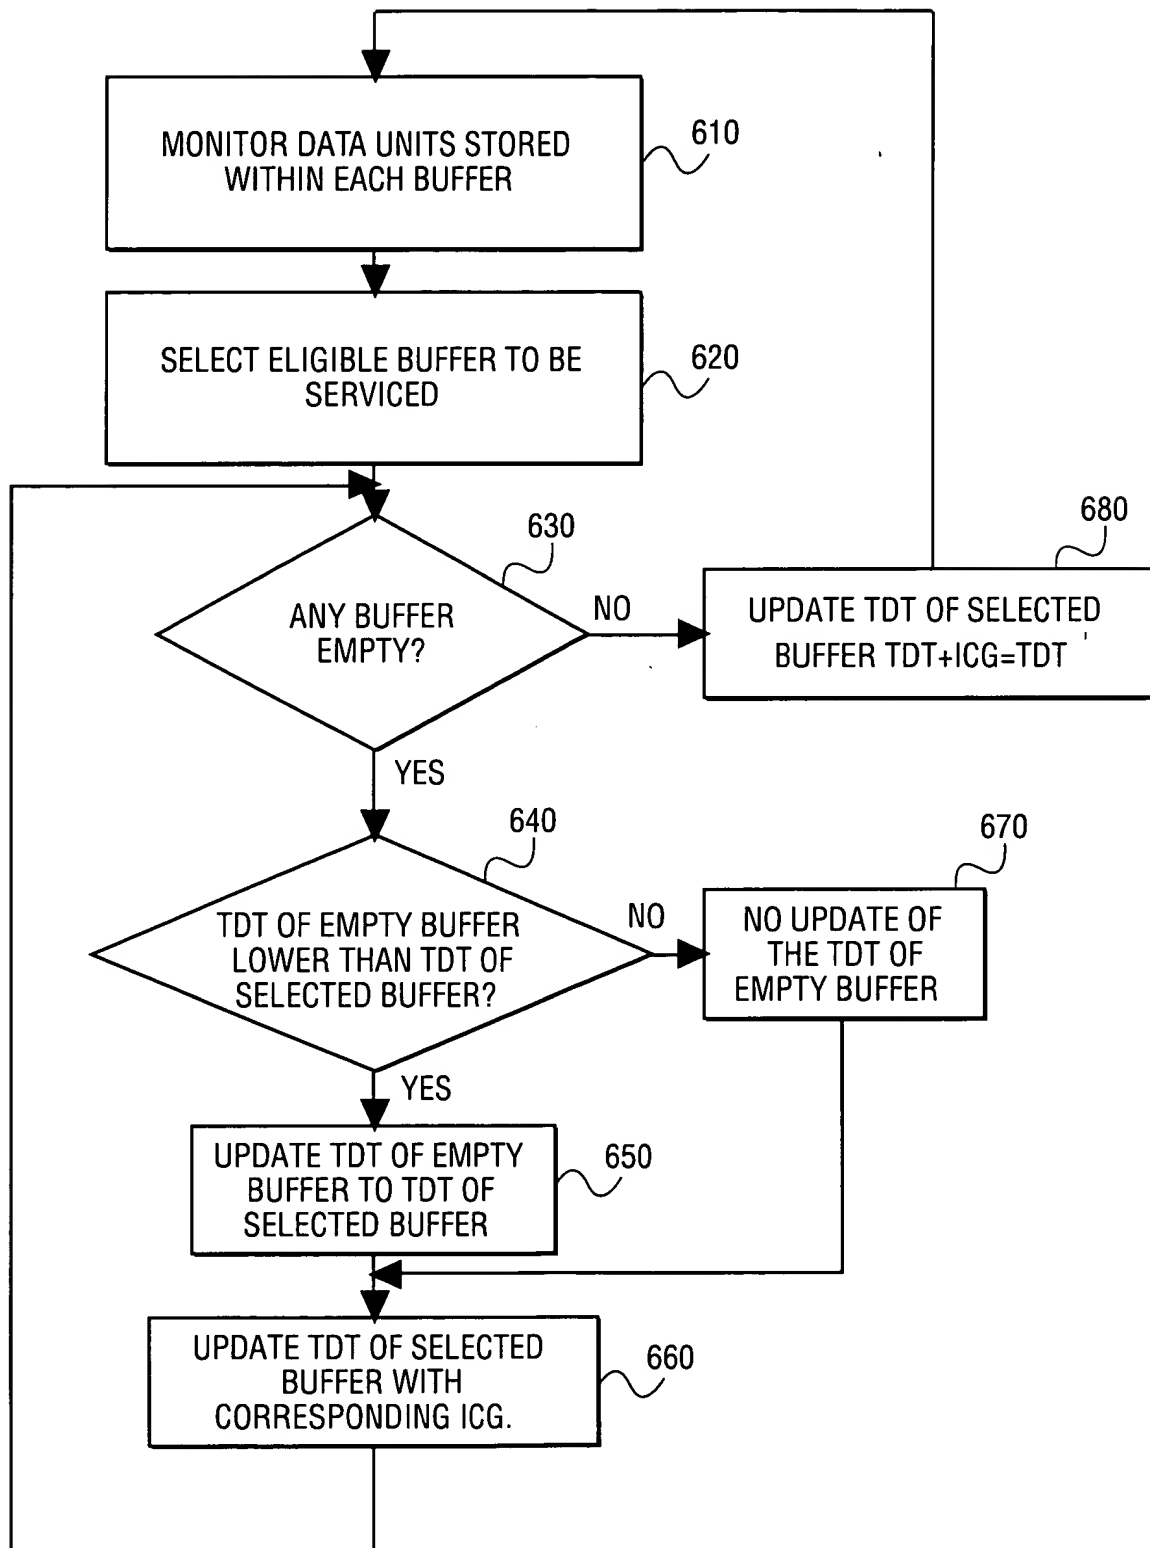 MONITOR DATA UNITS STORED
WITHIN EACH BUFFER
610
SELECT ELIGIBLE BUFFER TO BE
SERVICED
620
ANY BUFFER
EMPTY?
630
NO
UPDATE TDT OF SELECTED
BUFFER TDT+ICG=TDT
680
YES
TDT OF EMPTY BUFFER
LOWER THAN TDT OF
SELECTED BUFFER?
640
NO
NO UPDATE OF
THE TDT OF
EMPTY BUFFER
670
YES
UPDATE TDT OF EMPTY
BUFFER TO TDT OF
SELECTED BUFFER
650
UPDATE TDT OF SELECTED
BUFFER WITH
CORRESPONDING ICG.
660